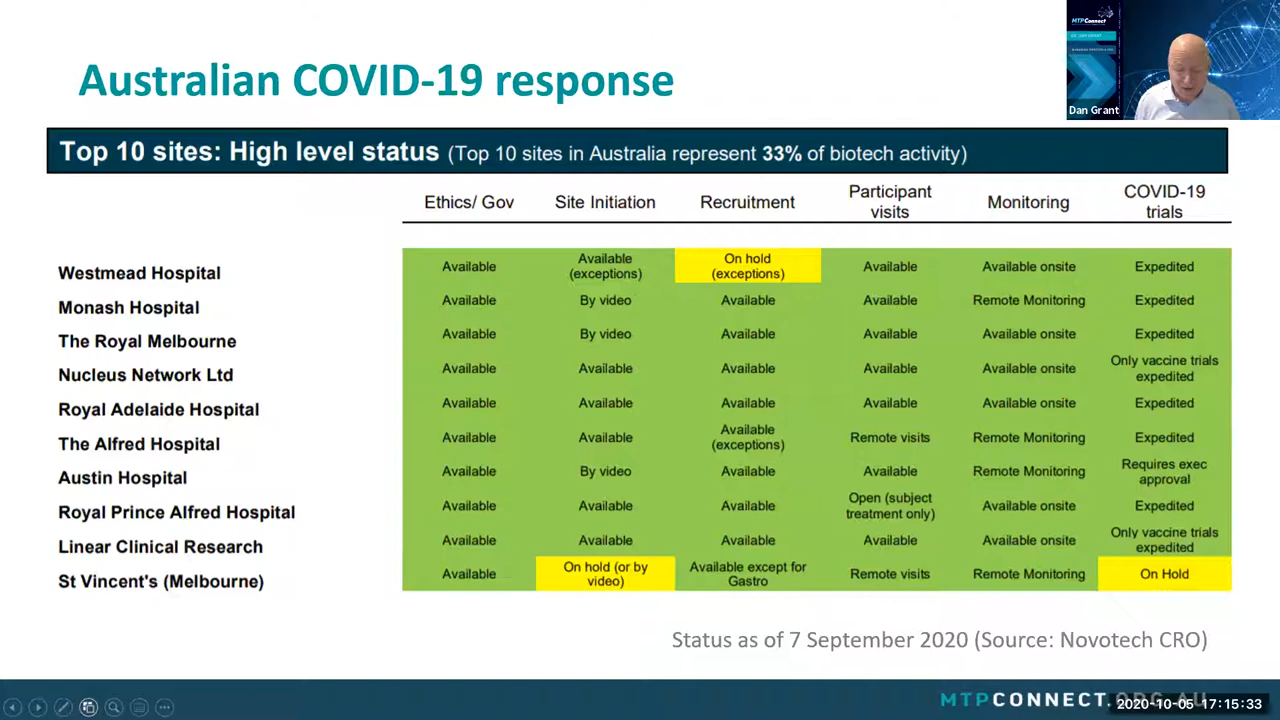 Australian COVID-19 response
MTPConnect
Dan Grant
Top 10 sites: High level status (Top 10 sites in Australia represent 33% of biotech activity)
Ethics/ Gov
Site Initiation
Recruitment
Participant
visits
Monitoring
COVID-19
trials
Westmead Hospital
Available
Available
(exceptions)
On hold
(exceptions)
Available
Available onsite
Expedited
Monash Hospital
Available
By video
Available
Available
Remote Monitoring
Expedited
The Royal Melbourne
Available
By video
Available
Available
Available onsite
Expedited
Nucleus Network Ltd
Available
Available
Available
Available
Available onsite
Only vaccine trials
expedited
Royal Adelaide Hospital
Available
Available
Available
Available
Available onsite
Expedited
The Alfred Hospital
Available
Available
Available
(exceptions)
Remote visits
Remote Monitoring
Expedited
Austin Hospital
Available
By video
Available
Available
Remote Monitoring
Requires exec
approval
Royal Prince Alfred Hospital
Available
Available
Available
Open (subject
treatment only)
Available onsite
Expedited
Linear Clinical Research
Available
Available
Available
Available
Available onsite
Only vaccine trials
expedited
St Vincent's (Melbourne)
Available
On hold (or by
video)
Available except for
Gastro
Remote visits
Remote Monitoring
On Hold
Status as of 7 September 2020 (Source: Novotech CRO)
MTPCONNECT.ORG.AU
2020-10-05 17:15:33